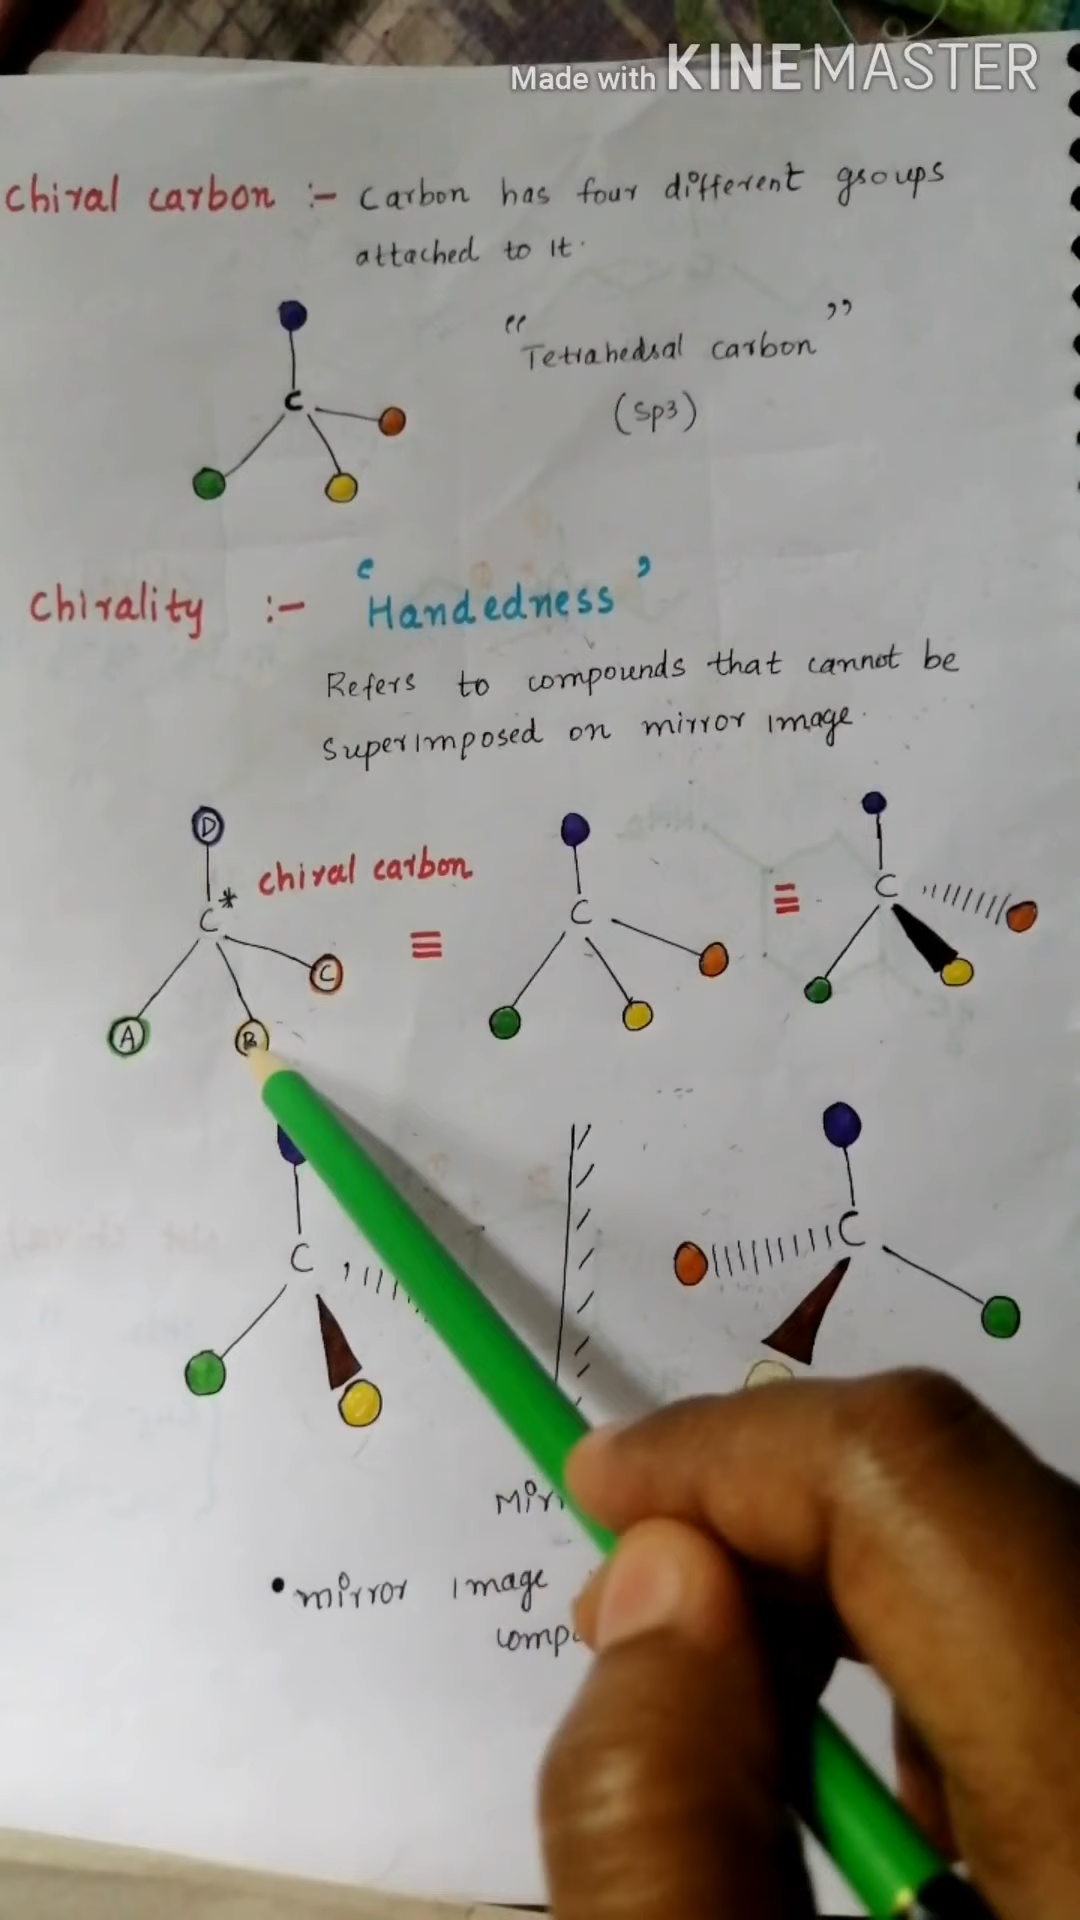 Made with KINEMASTER
Chiral carbon :- Carbon has four different groups
attached to it.
"Tetrahedral carbon"
(Sp3)
Chirality :- 'Handedness'
Refers to compounds that cannot be
superimposed on mirror image.
D
C* chiral carbon
C
A
B
≡
C
≡
C
C
C
• mirror image